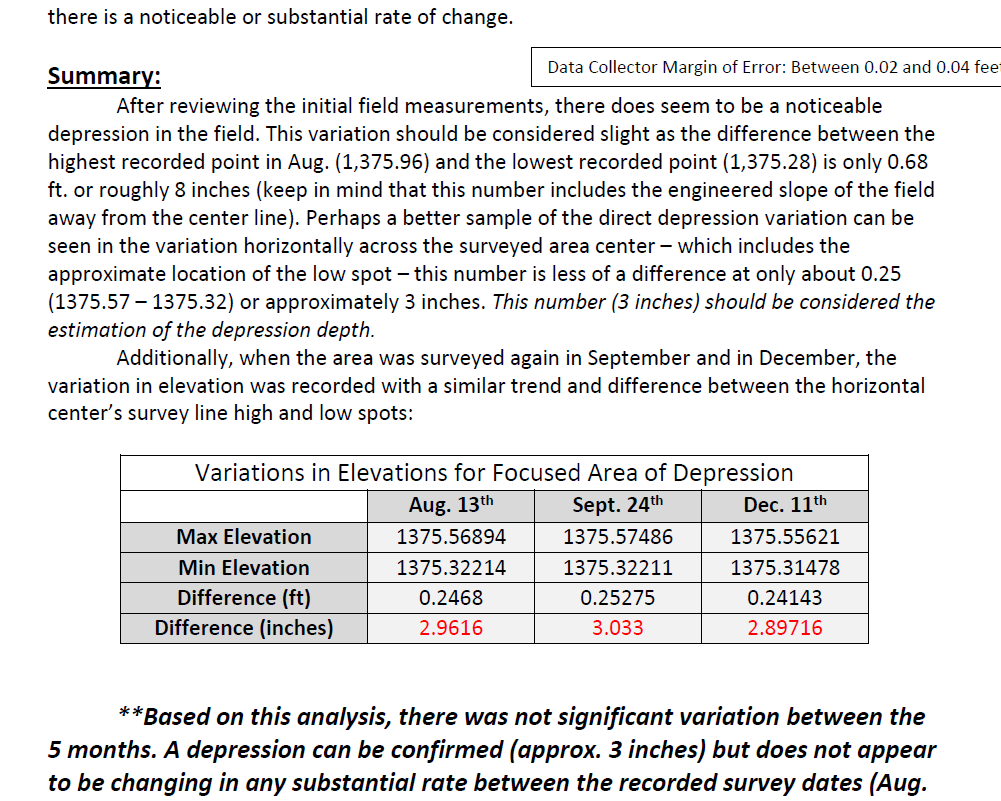 there is a noticeable or substantial rate of change.
Data Collector Margin of Error: Between 0.02 and 0.04 feet
Summary:
After reviewing the initial field measurements, there does seem to be a noticeable
depression in the field. This variation should be considered slight as the difference between the
highest recorded point in Aug. (1,375.96) and the lowest recorded point (1,375.28) is only 0.68
ft. or roughly 8 inches (keep in mind that this number includes the engineered slope of the field
away from the center line). Perhaps a better sample of the direct depression variation can be
seen in the variation horizontally across the surveyed area center – which includes the
approximate location of the low spot – this number is less of a difference at only about 0.25
(1375.57 – 1375.32) or approximately 3 inches. This number (3 inches) should be considered the
estimation of the depression depth.
Additionally, when the area was surveyed again in September and in December, the
variation in elevation was recorded with a similar trend and difference between the horizontal
center's survey line high and low spots:
Variations in Elevations for Focused Area of Depression
Aug. 13th Sept. 24th Dec. 11th
Max Elevation 1375.56894 1375.57486 1375.55621
Min Elevation 1375.32214 1375.32211 1375.31478
Difference (ft) 0.2468 0.25275 0.24143
Difference (inches) 2.9616 3.033 2.89716
**Based on this analysis, there was not significant variation between the
5 months. A depression can be confirmed (approx. 3 inches) but does not appear
to be changing in any substantial rate between the recorded survey dates (Aug.